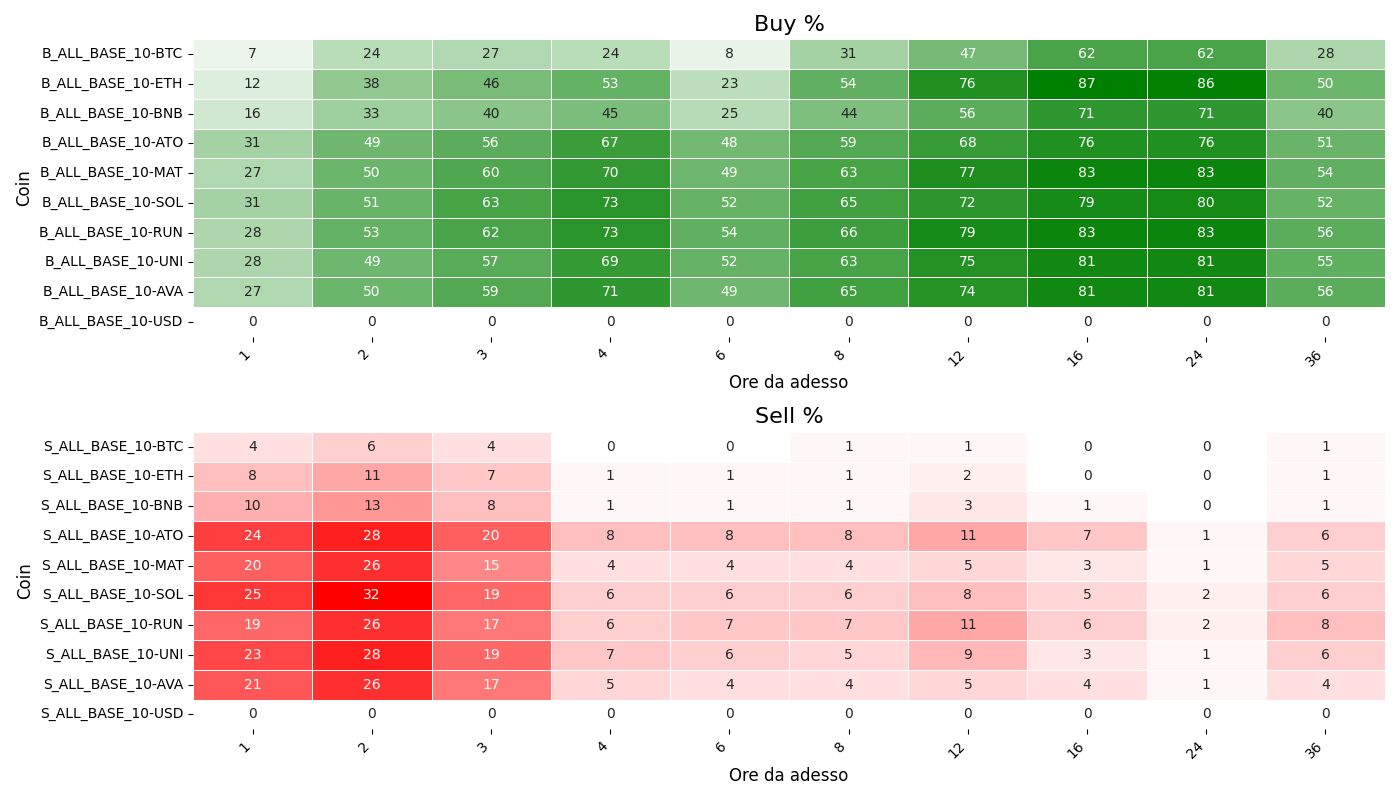 Buy %
Coin
B_ALL_BASE_10-BTC 7 24 27 24 8 31 47 62 62 28
B_ALL_BASE_10-ETH 12 38 46 53 23 54 76 87 86 50
B_ALL_BASE_10-BNB 16 33 40 45 25 44 56 71 71 40
B_ALL_BASE_10-ATO 31 49 56 67 48 59 68 76 76 51
B_ALL_BASE_10-MAT 27 50 60 70 49 63 77 83 83 54
B_ALL_BASE_10-SOL 31 51 63 73 52 65 72 79 80 52
B_ALL_BASE_10-RUN 28 53 62 73 54 66 79 83 83 56
B_ALL_BASE_10-UNI 28 49 57 69 52 63 75 81 81 55
B_ALL_BASE_10-AVA 27 50 59 71 49 65 74 81 81 56
B_ALL_BASE_10-USD 0 0 0 0 0 0 0 0 0 0
1 2 3 4 6 8 12 16 24 36
Ore da adesso
Sell %
Coin
S_ALL_BASE_10-BTC 4 6 4 0 0 1 1 0 0 1
S_ALL_BASE_10-ETH 8 11 7 1 1 1 2 0 0 1
S_ALL_BASE_10-BNB 10 13 8 1 1 1 3 1 0 1
S_ALL_BASE_10-ATO 24 28 20 8 8 8 11 7 1 6
S_ALL_BASE_10-MAT 20 26 15 4 4 4 5 3 1 5
S_ALL_BASE_10-SOL 25 32 19 6 6 6 8 5 2 6
S_ALL_BASE_10-RUN 19 26 17 6 7 7 11 6 2 8
S_ALL_BASE_10-UNI 23 28 19 7 6 5 9 3 1 6
S_ALL_BASE_10-AVA 21 26 17 5 4 4 5 4 1 4
S_ALL_BASE_10-USD 0 0 0 0 0 0 0 0 0 0
1 2 3 4 6 8 12 16 24 36
Ore da adesso